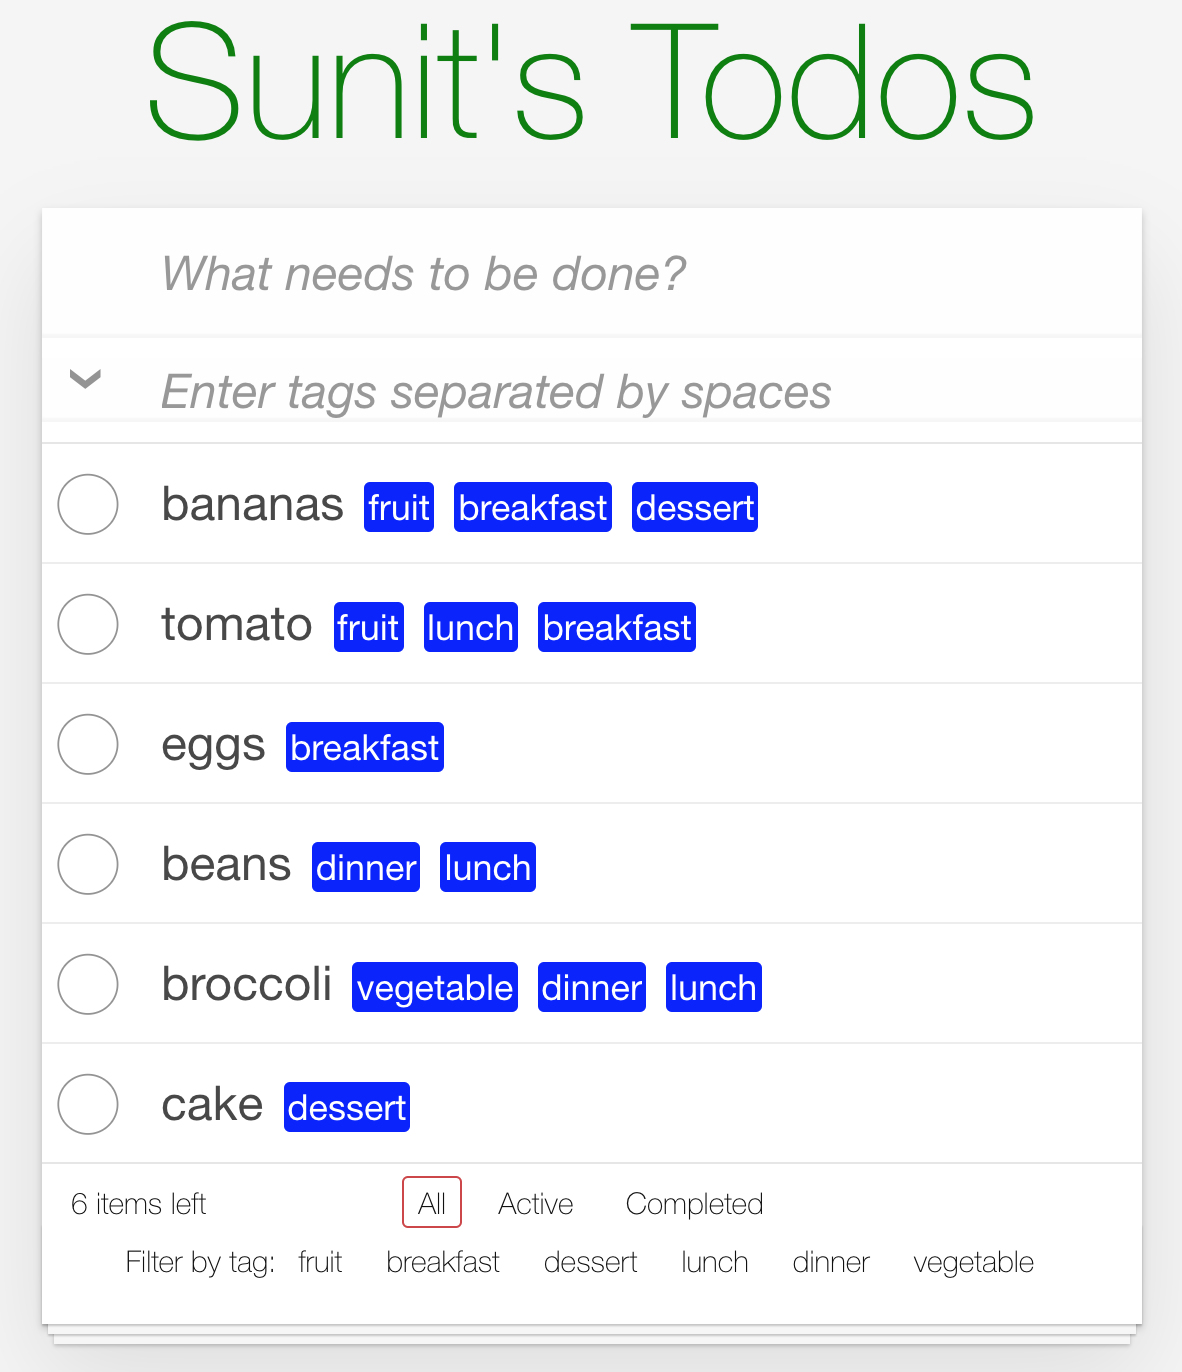 Sunit's Todos
What needs to be done?
Enter tags separated by spaces
bananas fruit breakfast dessert
tomato fruit lunch breakfast
eggs breakfast
beans dinner lunch
broccoli vegetable dinner lunch
cake dessert
6 items left All Active Completed
Filter by tag: fruit breakfast dessert lunch dinner vegetable